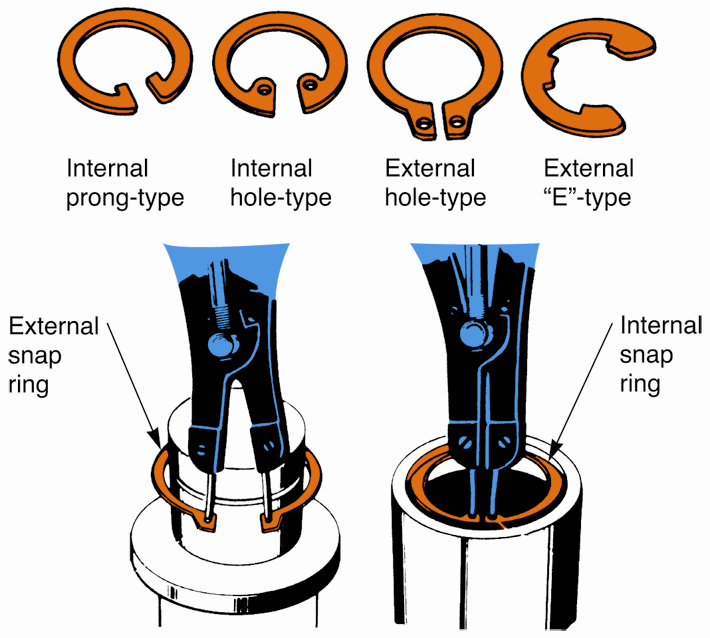 Internal
prong-type
Internal
hole-type
External
hole-type
External
“E”-type
External
snap
ring
Internal
snap
ring